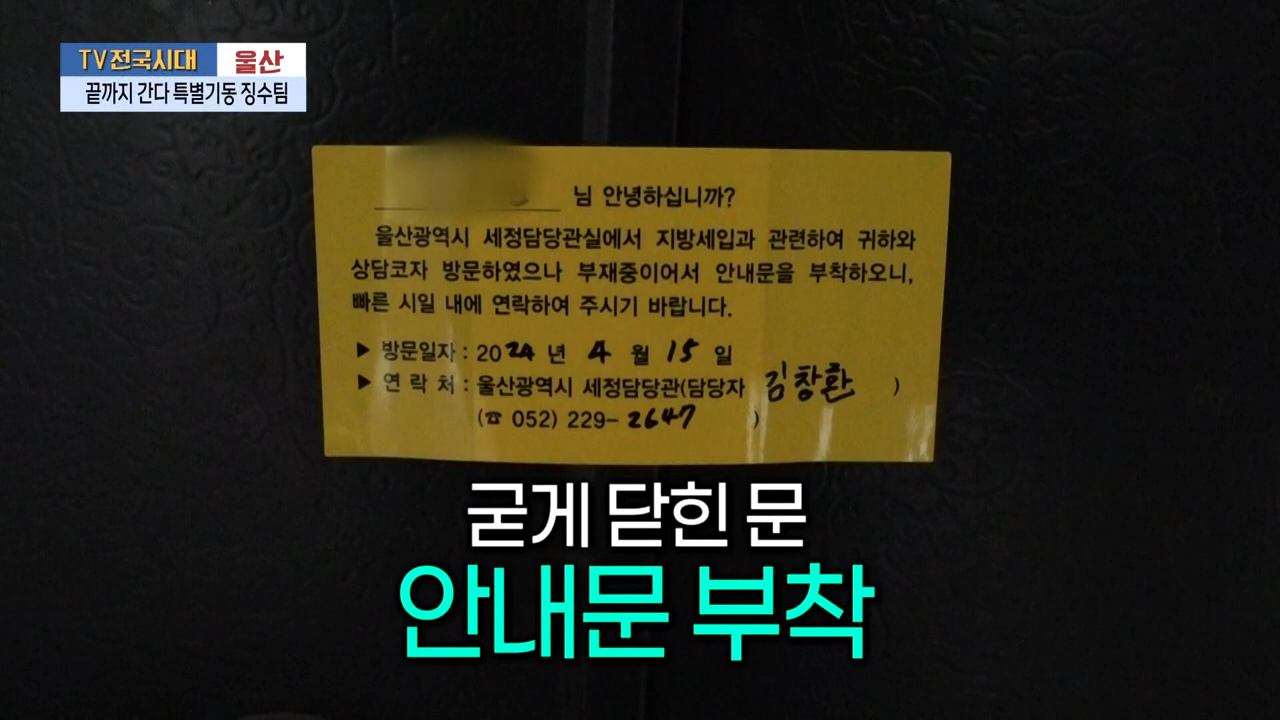 TV전국시대 울산
끝까지 간다 특별기동 징수팀
님 안녕하십니까?
울산광역시 세정담당관실에서 지방세입과 관련하여 귀하와
상담코자 방문하였으나 부재중이어서 안내문을 부착하오니,
빠른 시일 내에 연락하여 주시기 바랍니다.
▶ 방문일자 : 2024 년 4 월 15 일
▶ 연 락 처 : 울산광역시 세정담당관(담당자 김창환 )
(☎ 052) 229- 2647 )
굳게 닫힌 문
안내문 부착